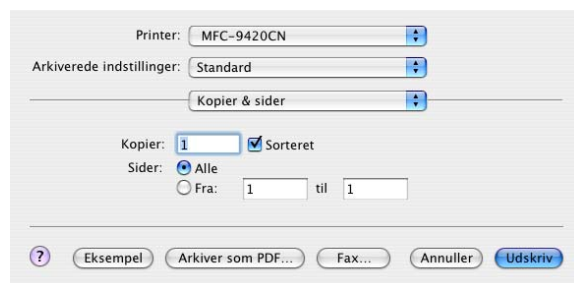 Printer: MFC-9420CN
Arkiverede indstillinger: Standard
Kopier & sider
Kopier: 1 Sorteret
Sider: Alle
Fra: 1 til 1
? Eksempel Arkiver som PDF... Fax... Annuller Udskriv